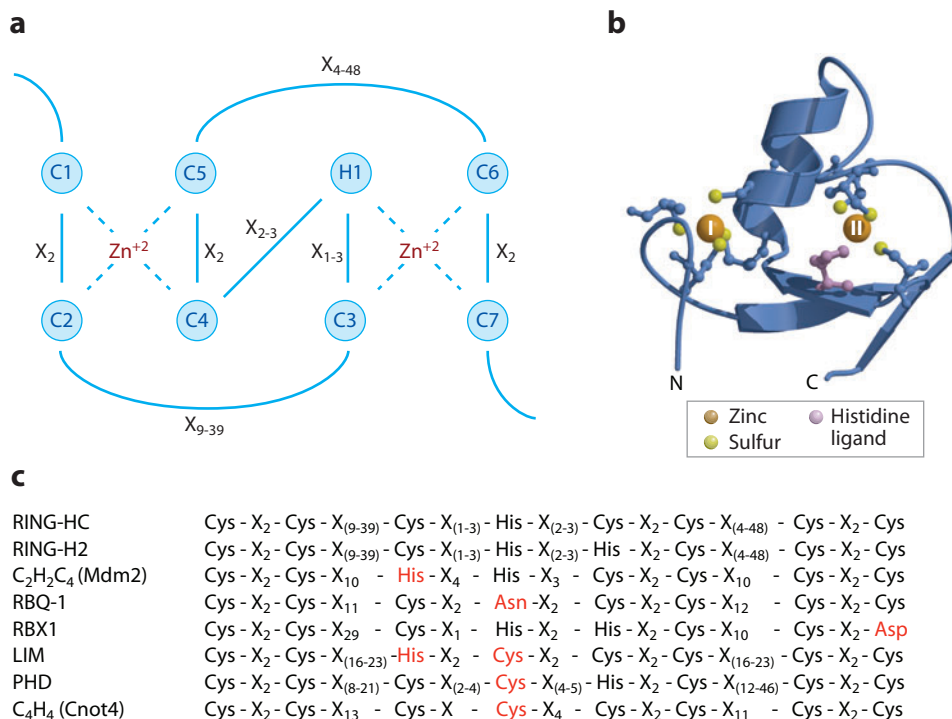 a
b
X4-48
C1
C5
H1
C6
X2
Zn+2
X2
X2-3
X1-3
Zn+2
X2
C2
C4
C3
C7
X9-39
I
II
N
C
Zinc
Sulfur
Histidine
ligand
c
RING-HC Cys - X2 - Cys - X(9-39) - Cys - X(1-3) - His - X(2-3) - Cys - X2 - Cys - X(4-48) - Cys - X2 - Cys
RING-H2 Cys - X2 - Cys - X(9-39) - Cys - X(1-3) - His - X(2-3) - His - X2 - Cys - X(4-48) - Cys - X2 - Cys
C2H2C4 (Mdm2) Cys - X2 - Cys - X10 - His - X4 - His - X3 - Cys - X2 - Cys - X10 - Cys - X2 - Cys
RBQ-1 Cys - X2 - Cys - X11 - Cys - X2 - Asn - X2 - Cys - X2 - Cys - X12 - Cys - X2 - Cys
RBX1 Cys - X2 - Cys - X29 - Cys - X1 - His - X2 - His - X2 - Cys - X10 - Cys - X2 - Asp
LIM Cys - X2 - Cys - X(16-23) - His - X2 - Cys - X2 - Cys - X2 - Cys - X(16-23) - Cys - X2 - Cys
PHD Cys - X2 - Cys - X(8-21) - Cys - X(2-4) - Cys - X(4-5) - His - X2 - Cys - X(12-46) - Cys - X2 - Cys
C4H4 (Cnot4) Cys - X2 - Cys - X13 - Cys - X - Cys - X4 - Cys - X2 - Cys - X11 - Cys - X2 - Cys